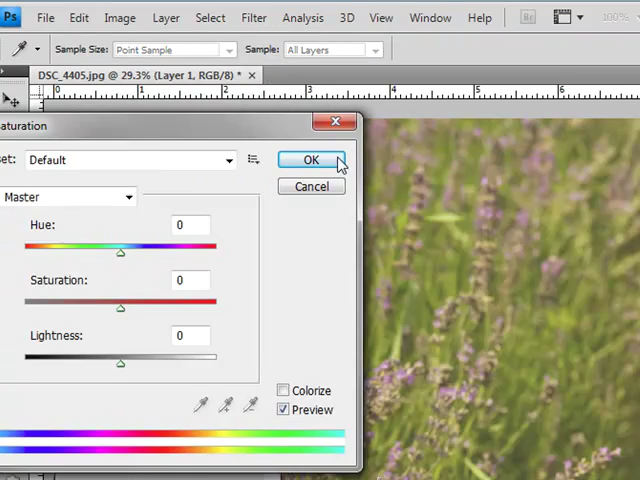 Ps File Edit Image Layer Select Filter Analysis 3D View Window Help Br 100%
Sample Size: Point Sample Sample: All Layers
DSC_4405.jpg @ 29.3% (Layer 1, RGB/8) * ×
0 1 2 3 4 5 6
aturation
et: Default OK
Cancel
Master
Hue: 0
Saturation: 0
Lightness: 0
Colorize
Preview